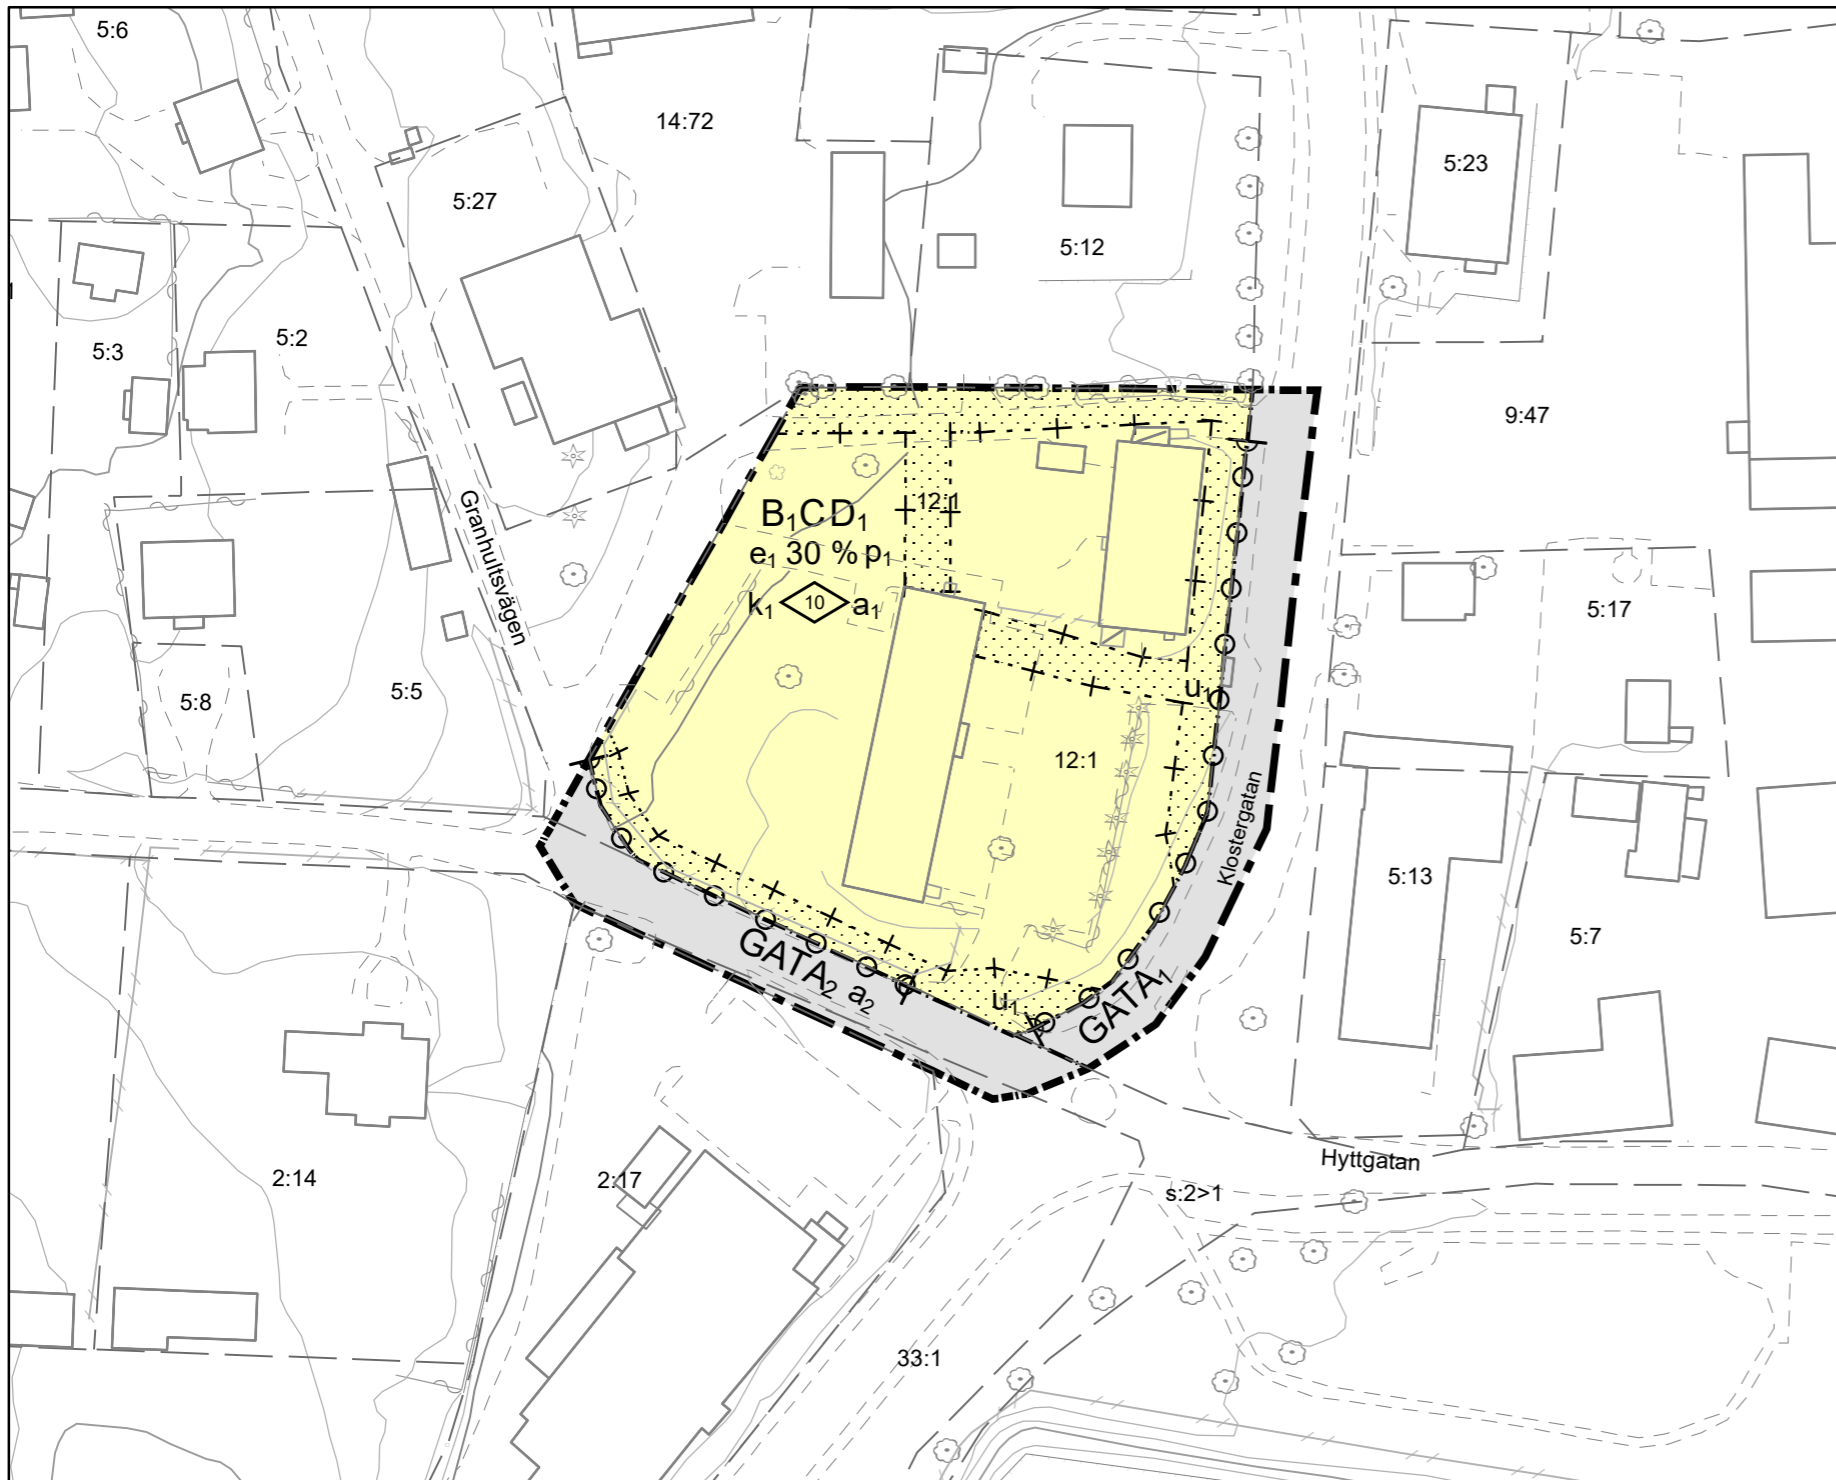 5:6
14:72
5:23
5:27
5:12
5:3
5:2
9:47
Granhultsvägen
B₁CD₁
12:1
e₁ 30 % p₁
k₁ 10 a₁
5:17
5:8
5:5
u₁
12:1
Klostergatan
5:13
5:7
GATA₂ a₂
u₁
GATA₁
2:14
2:17
Hyttgatan
s:2>1
33:1